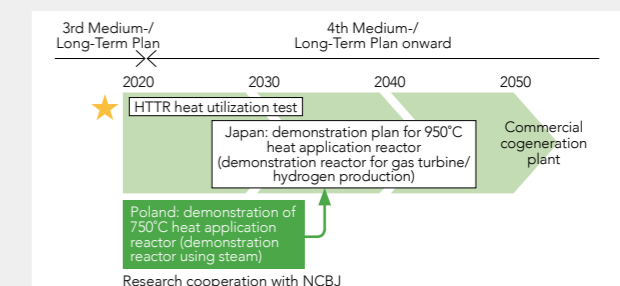 3rd Medium-/
Long-Term Plan
4th Medium-/
Long-Term Plan onward
2020
2030
2040
2050
HTTR heat utilization test
Japan: demonstration plan for 950˚C
heat application reactor
(demonstration reactor for gas turbine/
hydrogen production)
Commercial
cogeneration
plant
Poland: demonstration of
750˚C heat application
reactor (demonstration
reactor using steam)
Research cooperation with NCBJ